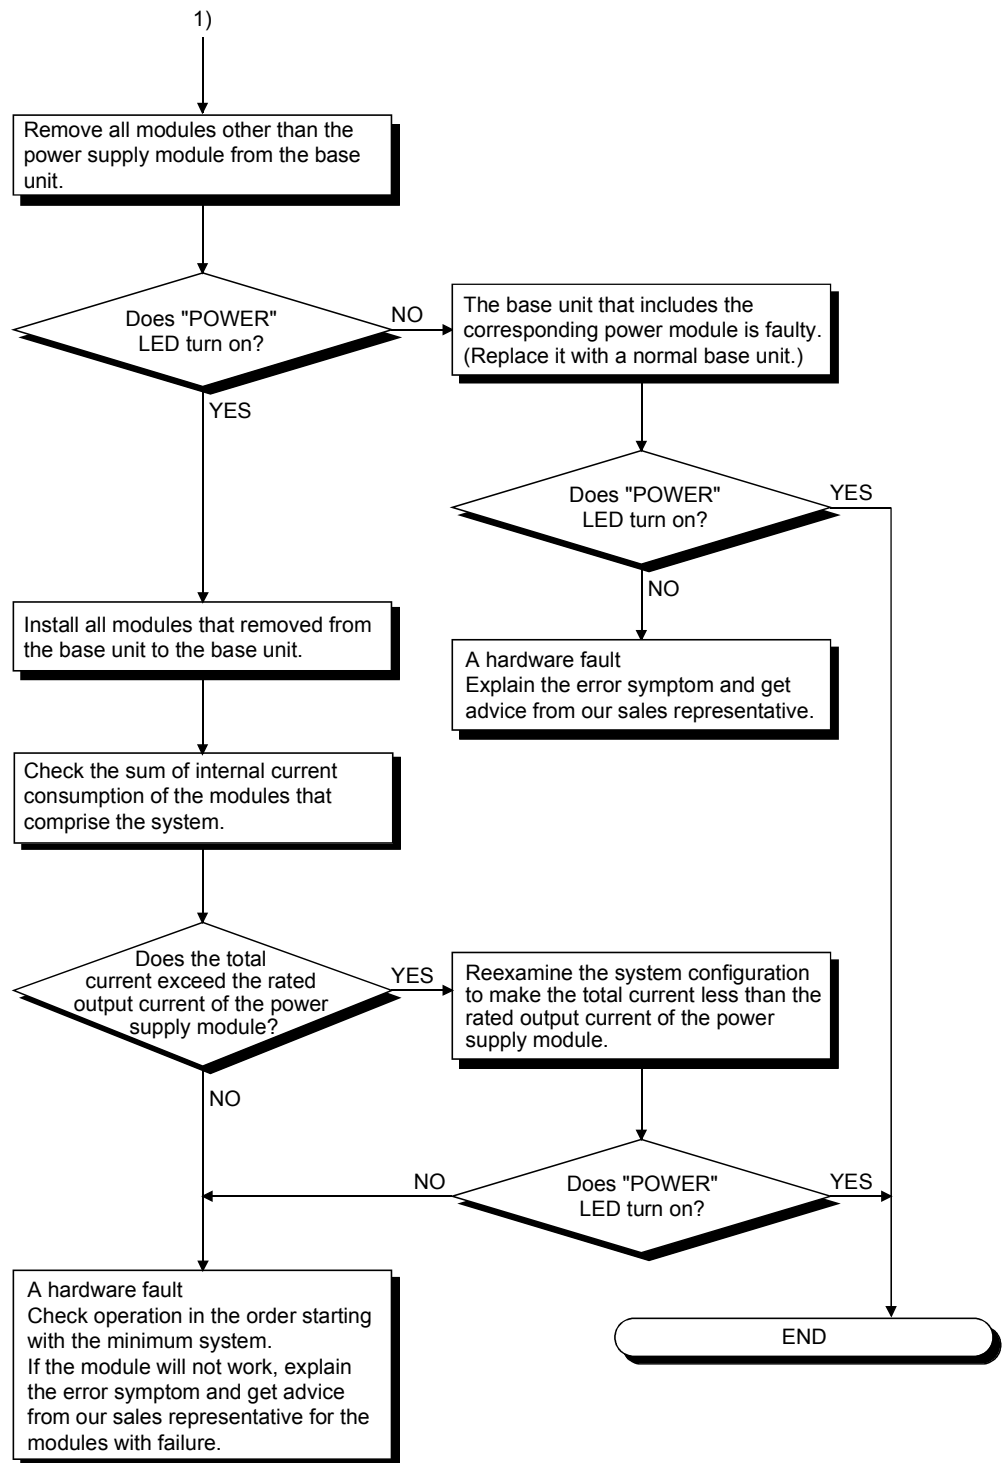 1)
Remove all modules other than the
power supply module from the base
unit.
Does "POWER"
LED turn on?
NO
The base unit that includes the
corresponding power module is faulty.
(Replace it with a normal base unit.)
YES
Does "POWER"
LED turn on?
YES
NO
A hardware fault
Explain the error symptom and get
advice from our sales representative.
Install all modules that removed from
the base unit to the base unit.
Check the sum of internal current
consumption of the modules that
comprise the system.
Does the total
current exceed the rated
output current of the power
supply module?
YES
Reexamine the system configuration
to make the total current less than the
rated output current of the power
supply module.
NO
Does "POWER"
LED turn on?
NO
YES
A hardware fault
Check operation in the order starting
with the minimum system.
If the module will not work, explain
the error symptom and get advice
from our sales representative for the
modules with failure.
END